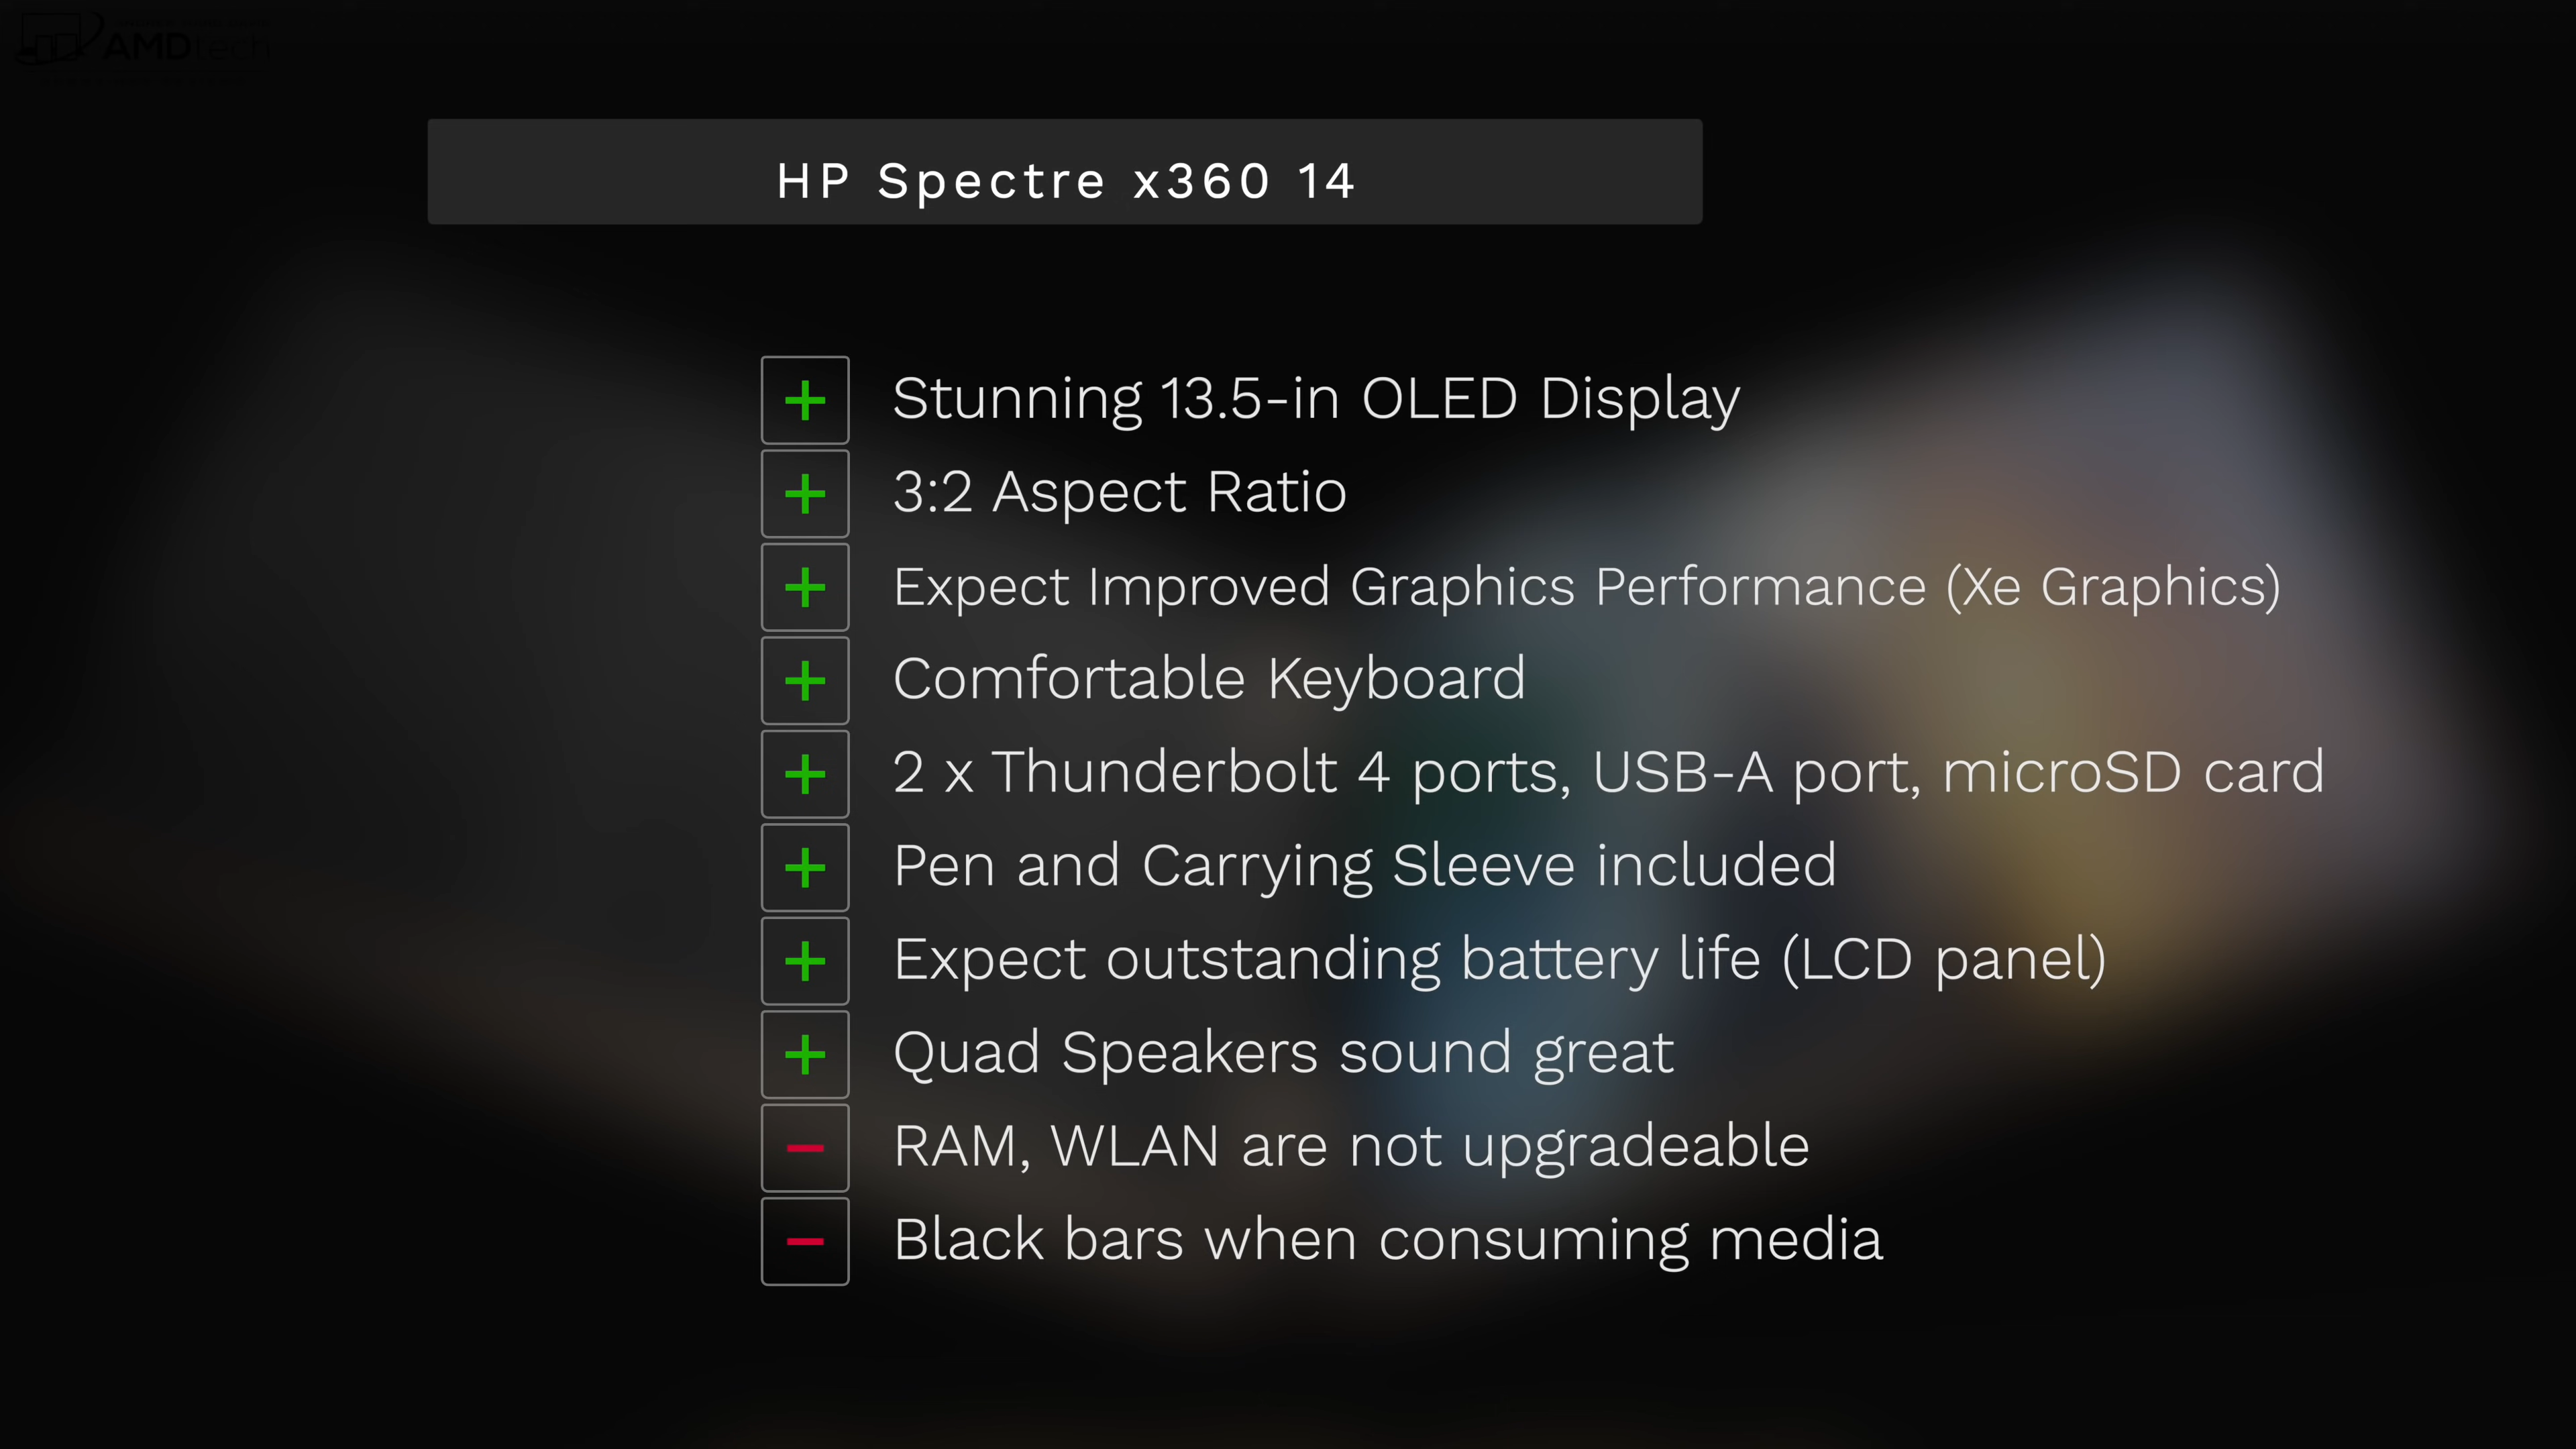 AMDtech
HP Spectre x360 14
+ Stunning 13.5-in OLED Display
+ 3:2 Aspect Ratio
+ Expect Improved Graphics Performance (Xe Graphics)
+ Comfortable Keyboard
+ 2 x Thunderbolt 4 ports, USB-A port, microSD card
+ Pen and Carrying Sleeve included
+ Expect outstanding battery life (LCD panel)
+ Quad Speakers sound great
– RAM, WLAN are not upgradeable
– Black bars when consuming media